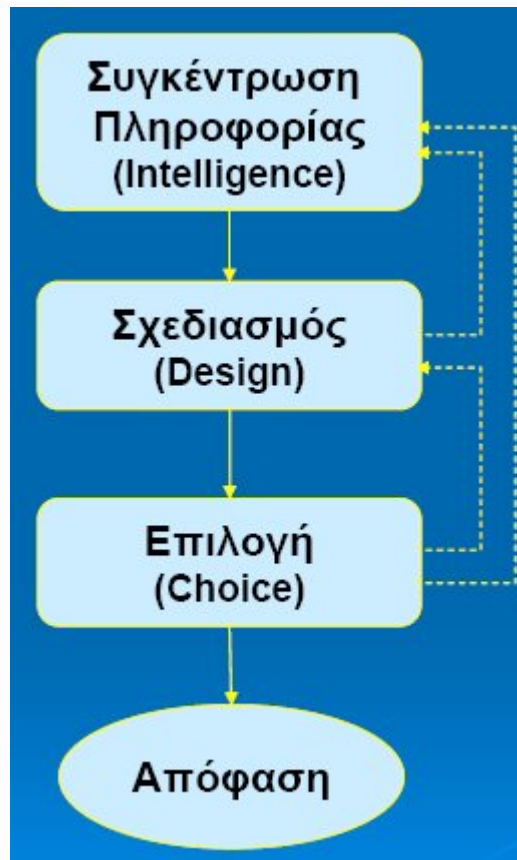 Συγκέντρωση
Πληροφορίας
(Intelligence)
Σχεδιασμός
(Design)
Επιλογή
(Choice)
Απόφαση